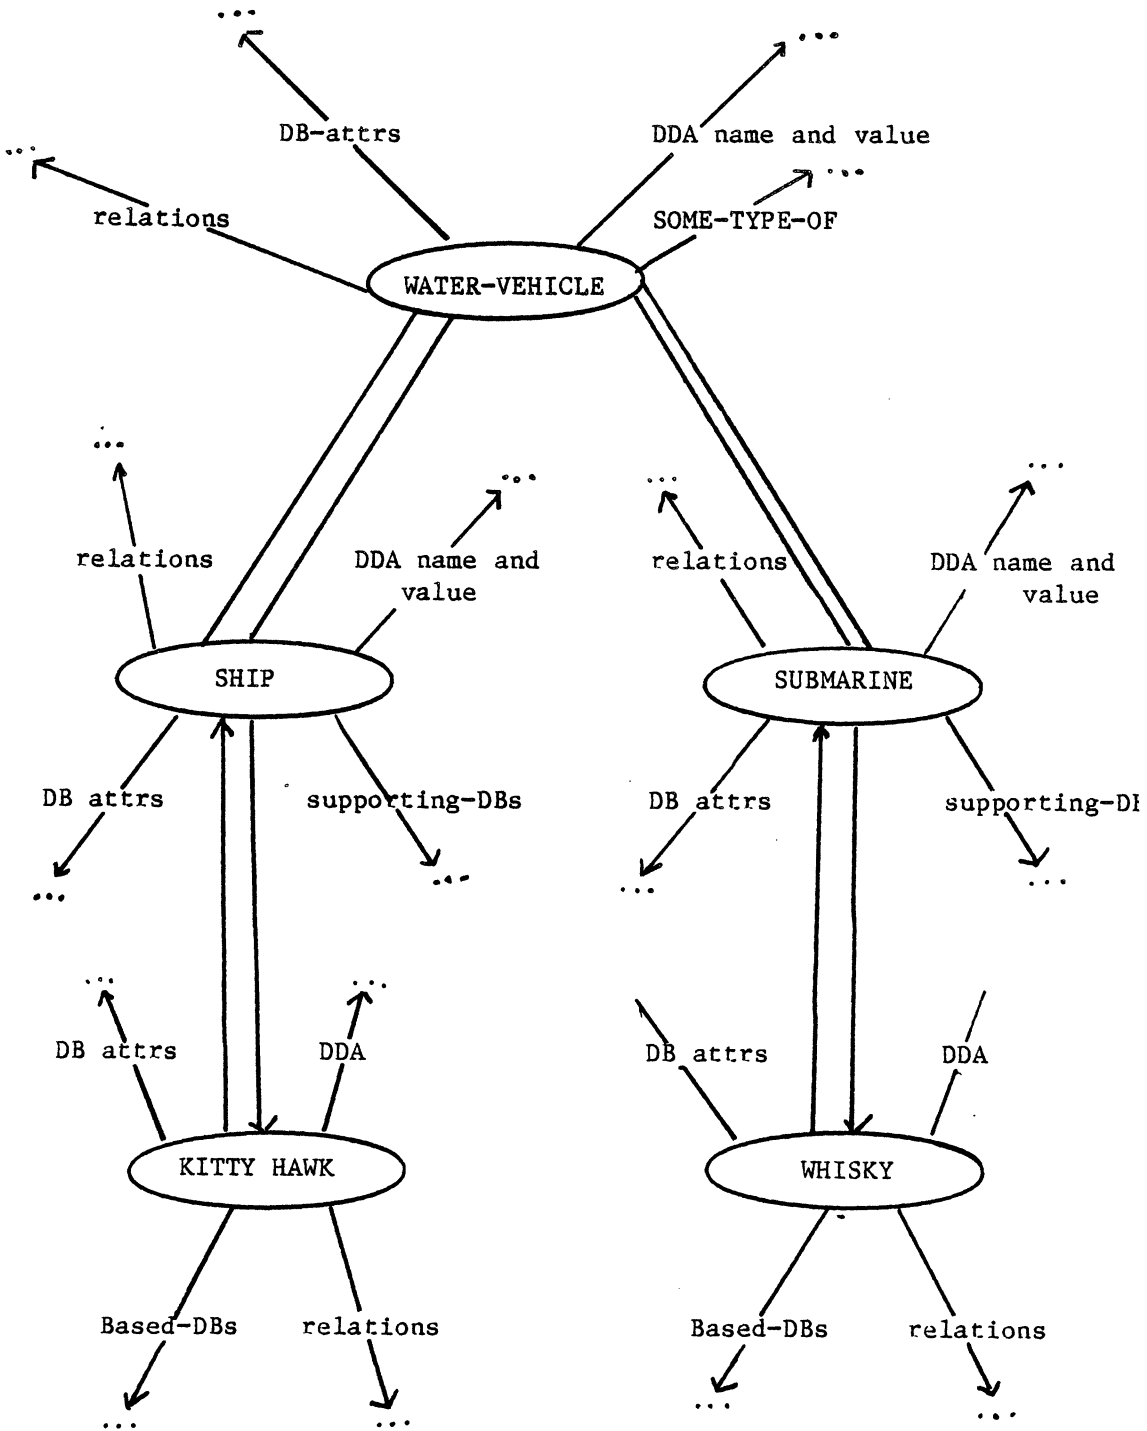 DB-attrs
DDA name and value
relations
SOME-TYPE-OF
WATER-VEHICLE
relations
DDA name and
value
relations
DDA name and
value
SHIP
SUBMARINE
DB attrs
supporting-DBs
DB attrs
supporting-DB
DB attrs
DDA
DB attrs
DDA
KITTY HAWK
WHISKY
Based-DBs
relations
Based-DBs
relations